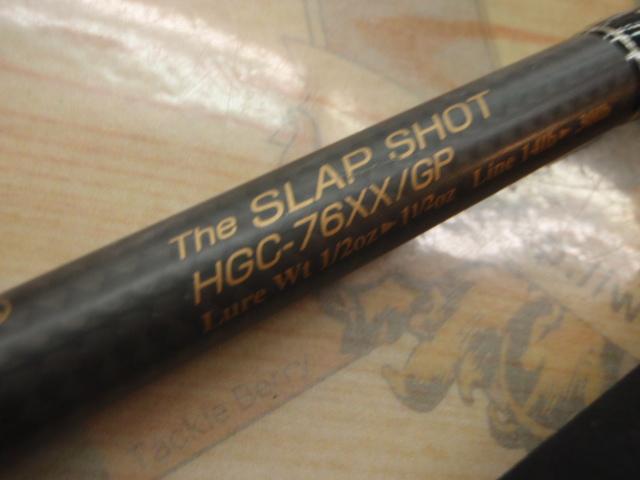 The SLAP SHOT
HGC-76XX/GP
Lure Wt 1/2oz▶11/2oz Line 14lb▶
Tackle Berry